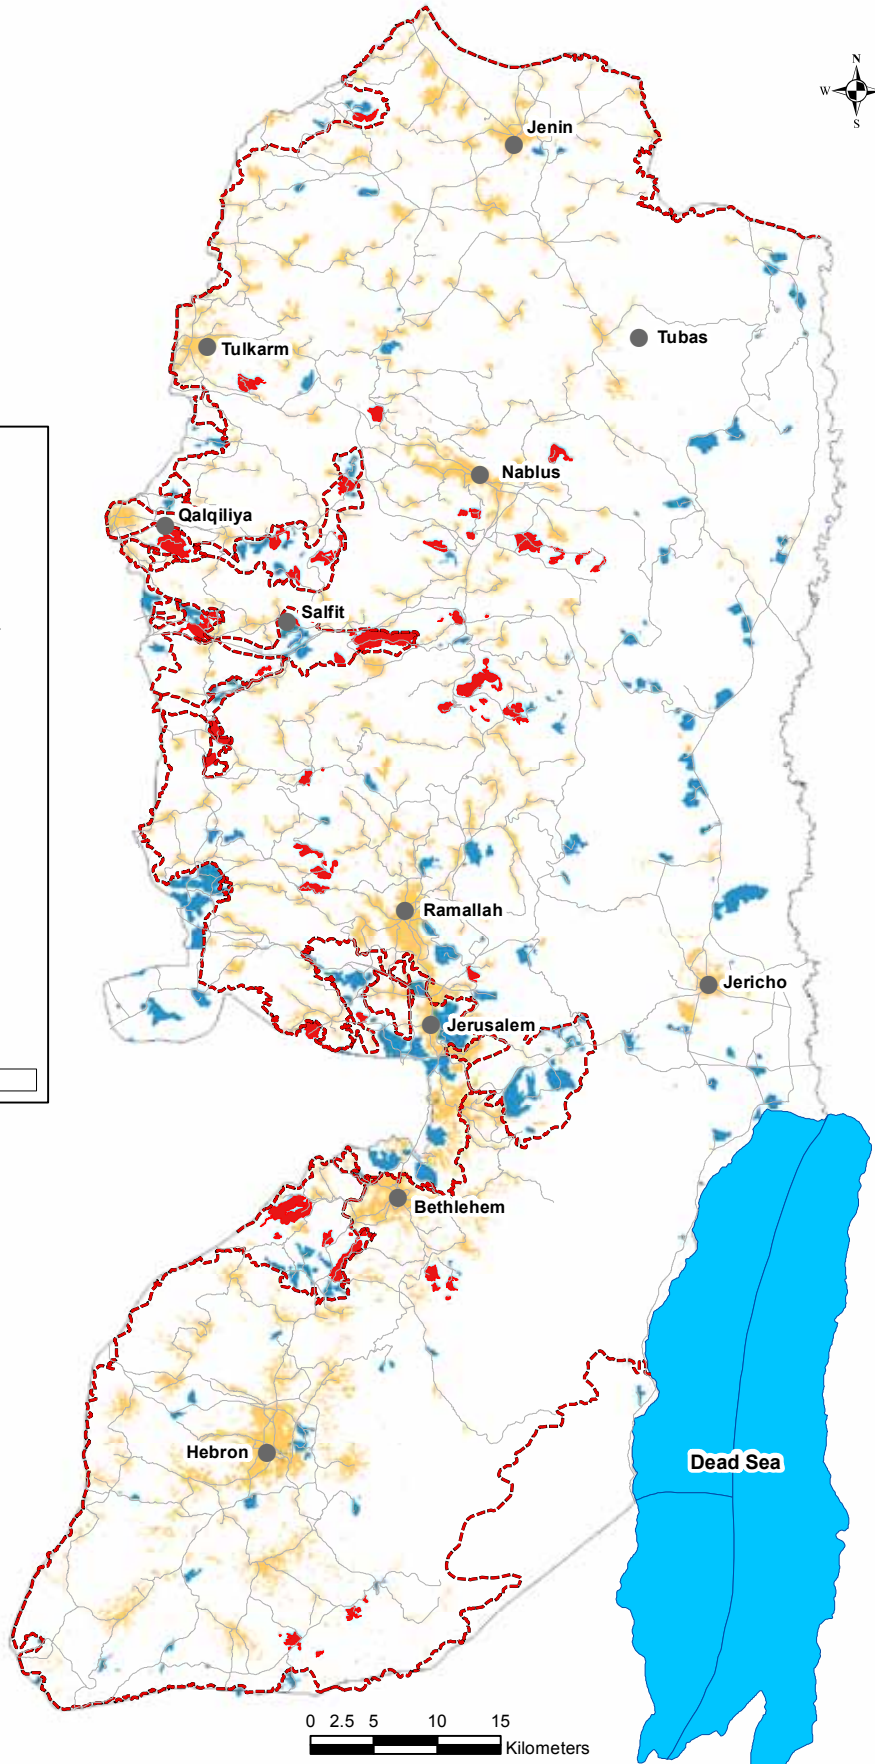 N
W
S
Jenin
Tubas
Tulkarm
Nablus
Qalqiliya
Salfit
Ramallah
Jericho
Jerusalem
Bethlehem
Hebron
Dead Sea
0 2.5 5 10 15
Kilometers